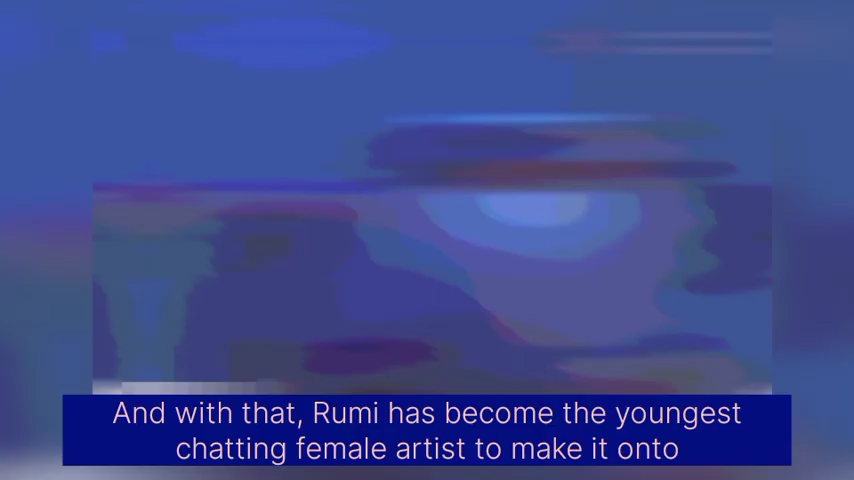 And with that, Rumi has become the youngest
chatting female artist to make it onto